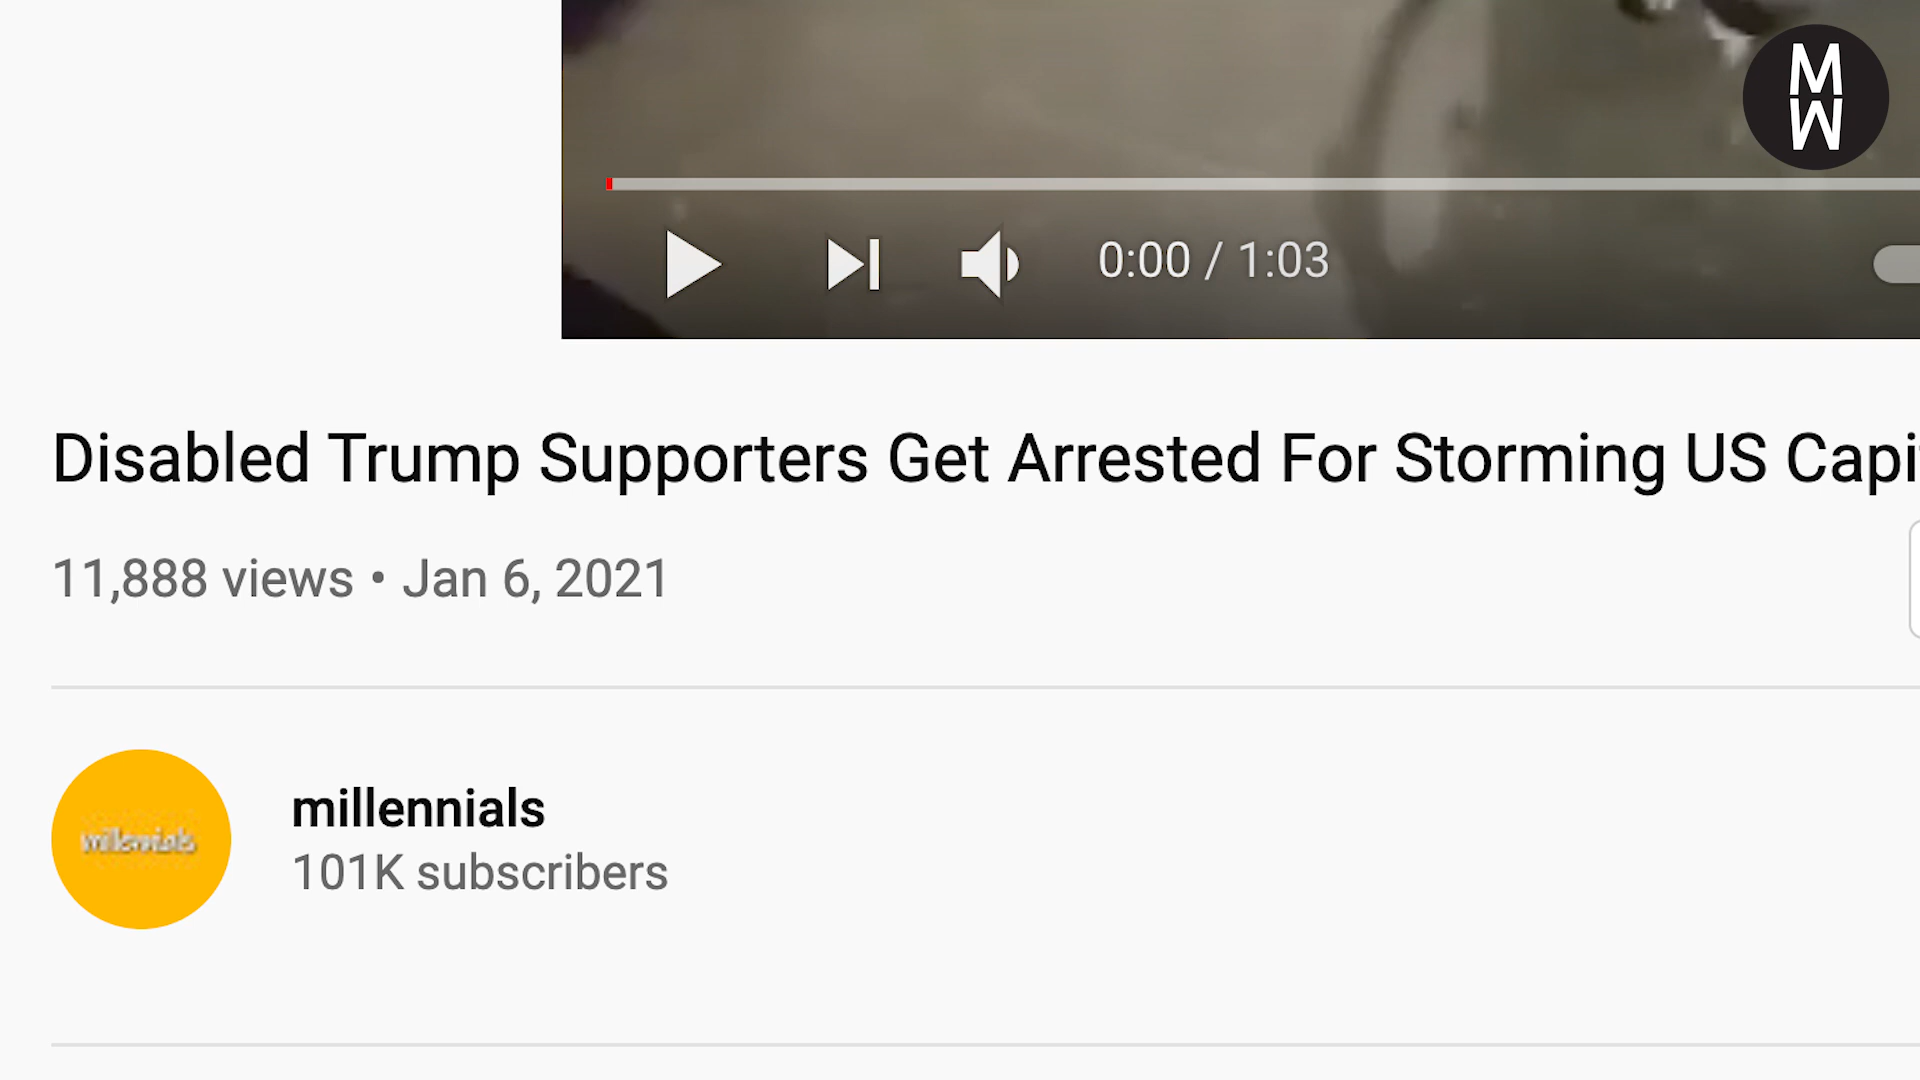 M
W
0:00 / 1:03
Disabled Trump Supporters Get Arrested For Storming US Capi
11,888 views • Jan 6, 2021
millennials
millennials
101K subscribers